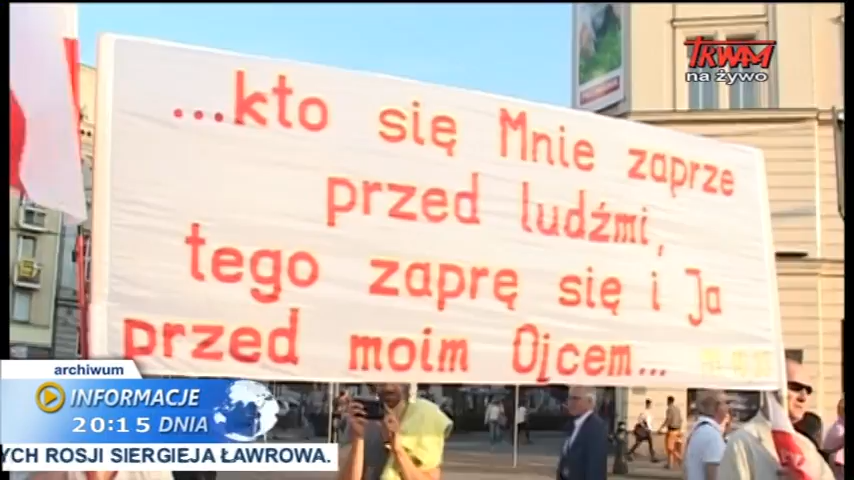 TRWAM
na żywo
...kto się Mnie zaprze
przed ludźmi,
tego zaprę się i Ja
przed moim Ojcem...
archiwum
INFORMACJE
20:15 DNIA
YCH ROSJI SIERGIEJA ŁAWROWA.